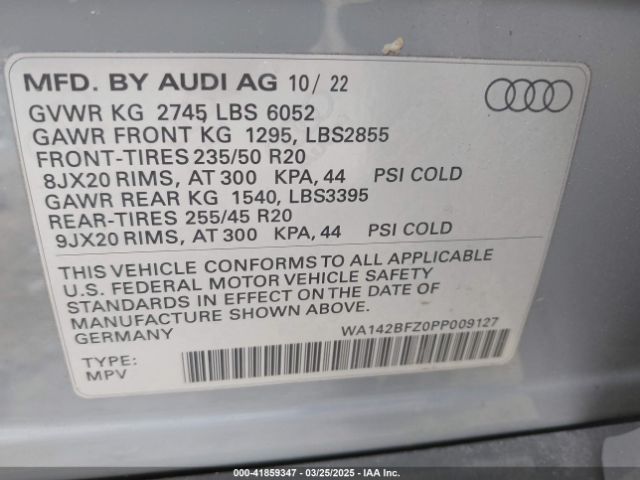 MFD. BY AUDI AG 10/ 22
GVWR KG 2745, LBS 6052
GAWR FRONT KG 1295, LBS2855
FRONT-TIRES 235/50 R20
8JX20 RIMS, AT 300 KPA, 44 PSI COLD
GAWR REAR KG 1540, LBS3395
REAR-TIRES 255/45 R20
9JX20 RIMS, AT 300 KPA, 44 PSI COLD
THIS VEHICLE CONFORMS TO ALL APPLICABLE
U.S. FEDERAL MOTOR VEHICLE SAFETY
STANDARDS IN EFFECT ON THE DATE OF
MANUFACTURE SHOWN ABOVE.
GERMANY
WA142BFZ0PP009127
TYPE:
MPV
000-41859347 / 03/25/2025 / IAAI.COM